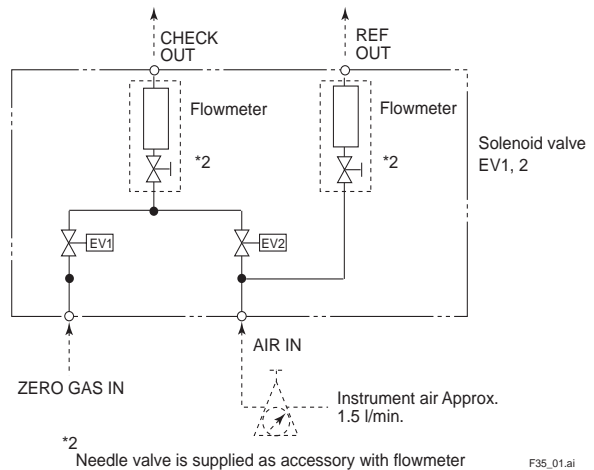 CHECK
OUT
REF
OUT
Flowmeter
Flowmeter
*2
*2
Solenoid valve
EV1, 2
EV1
EV2
AIR IN
ZERO GAS IN
Instrument air Approx.
1.5 l/min.
*2
Needle valve is supplied as accessory with flowmeter
F35_01.ai